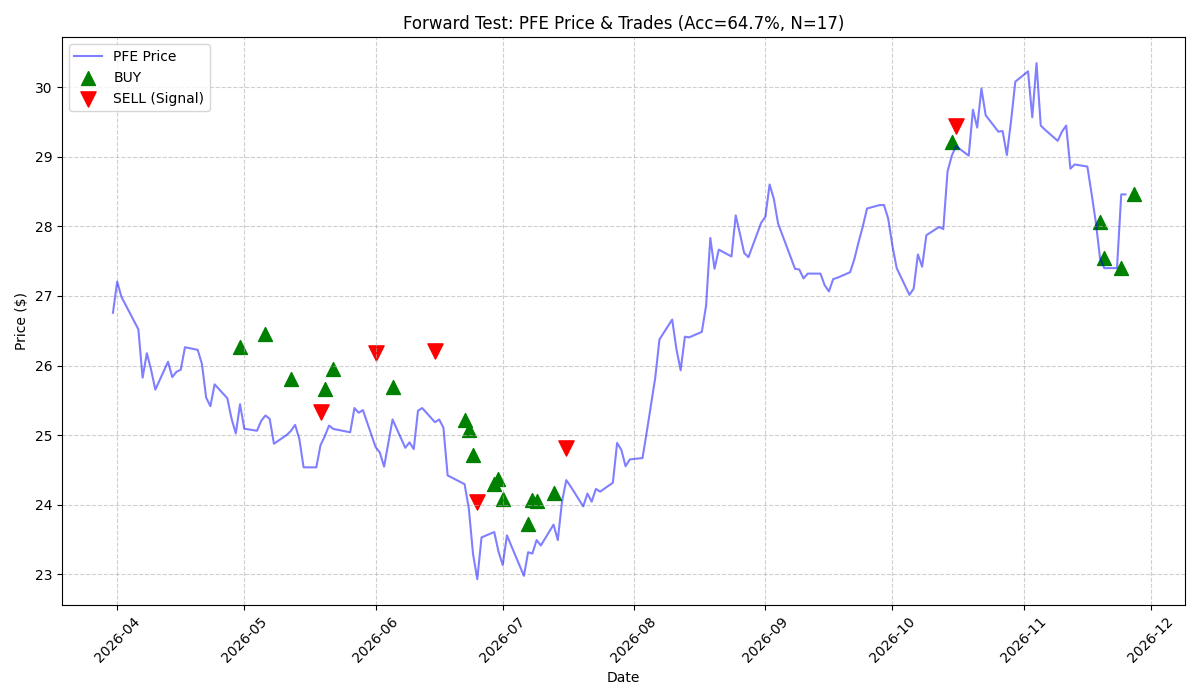 Forward Test: PFE Price & Trades (Acc=64.7%, N=17)
PFE Price
BUY
SELL (Signal)
Price ($)
30
29
28
27
26
25
24
23
2026-04
2026-05
2026-06
2026-07
2026-08
2026-09
2026-10
2026-11
2026-12
Date